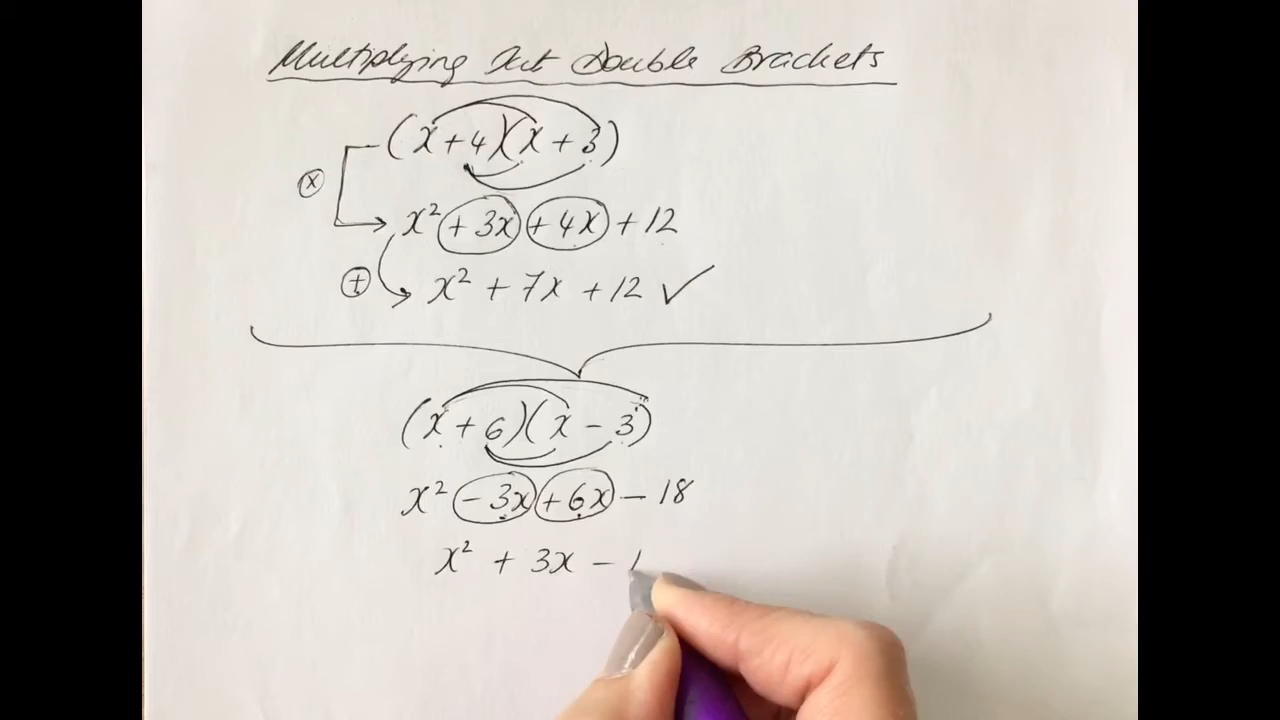 Multiplying Out Double Brackets
(x + 4)(x + 3)
x² + 3x + 4x + 12
x² + 7x + 12 ✓
(x + 6)(x - 3)
x² - 3x + 6x - 18
x² + 3x - 1